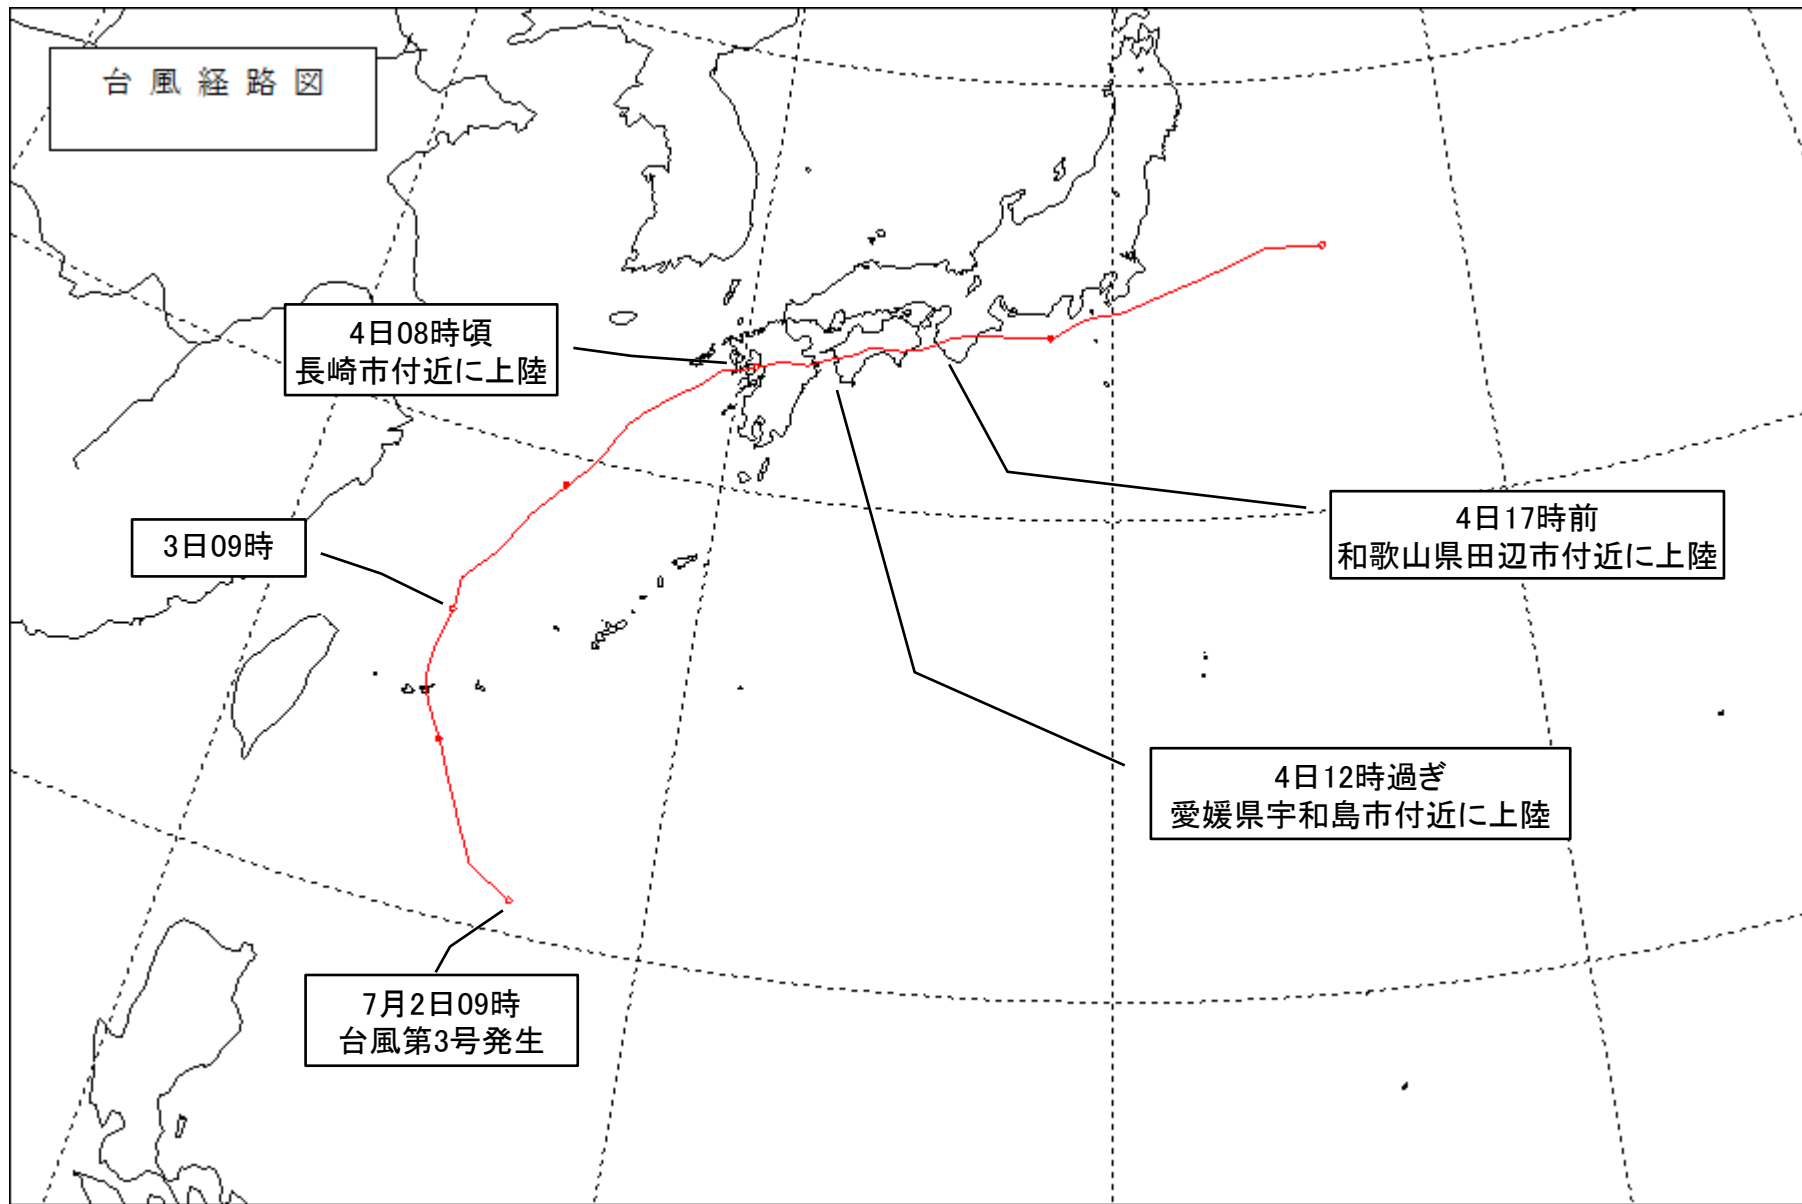 台風経路図
4日08時頃
長崎市付近に上陸
3日09時
4日17時前
和歌山県田辺市付近に上陸
4日12時過ぎ
愛媛県宇和島市付近に上陸
7月2日09時
台風第3号発生